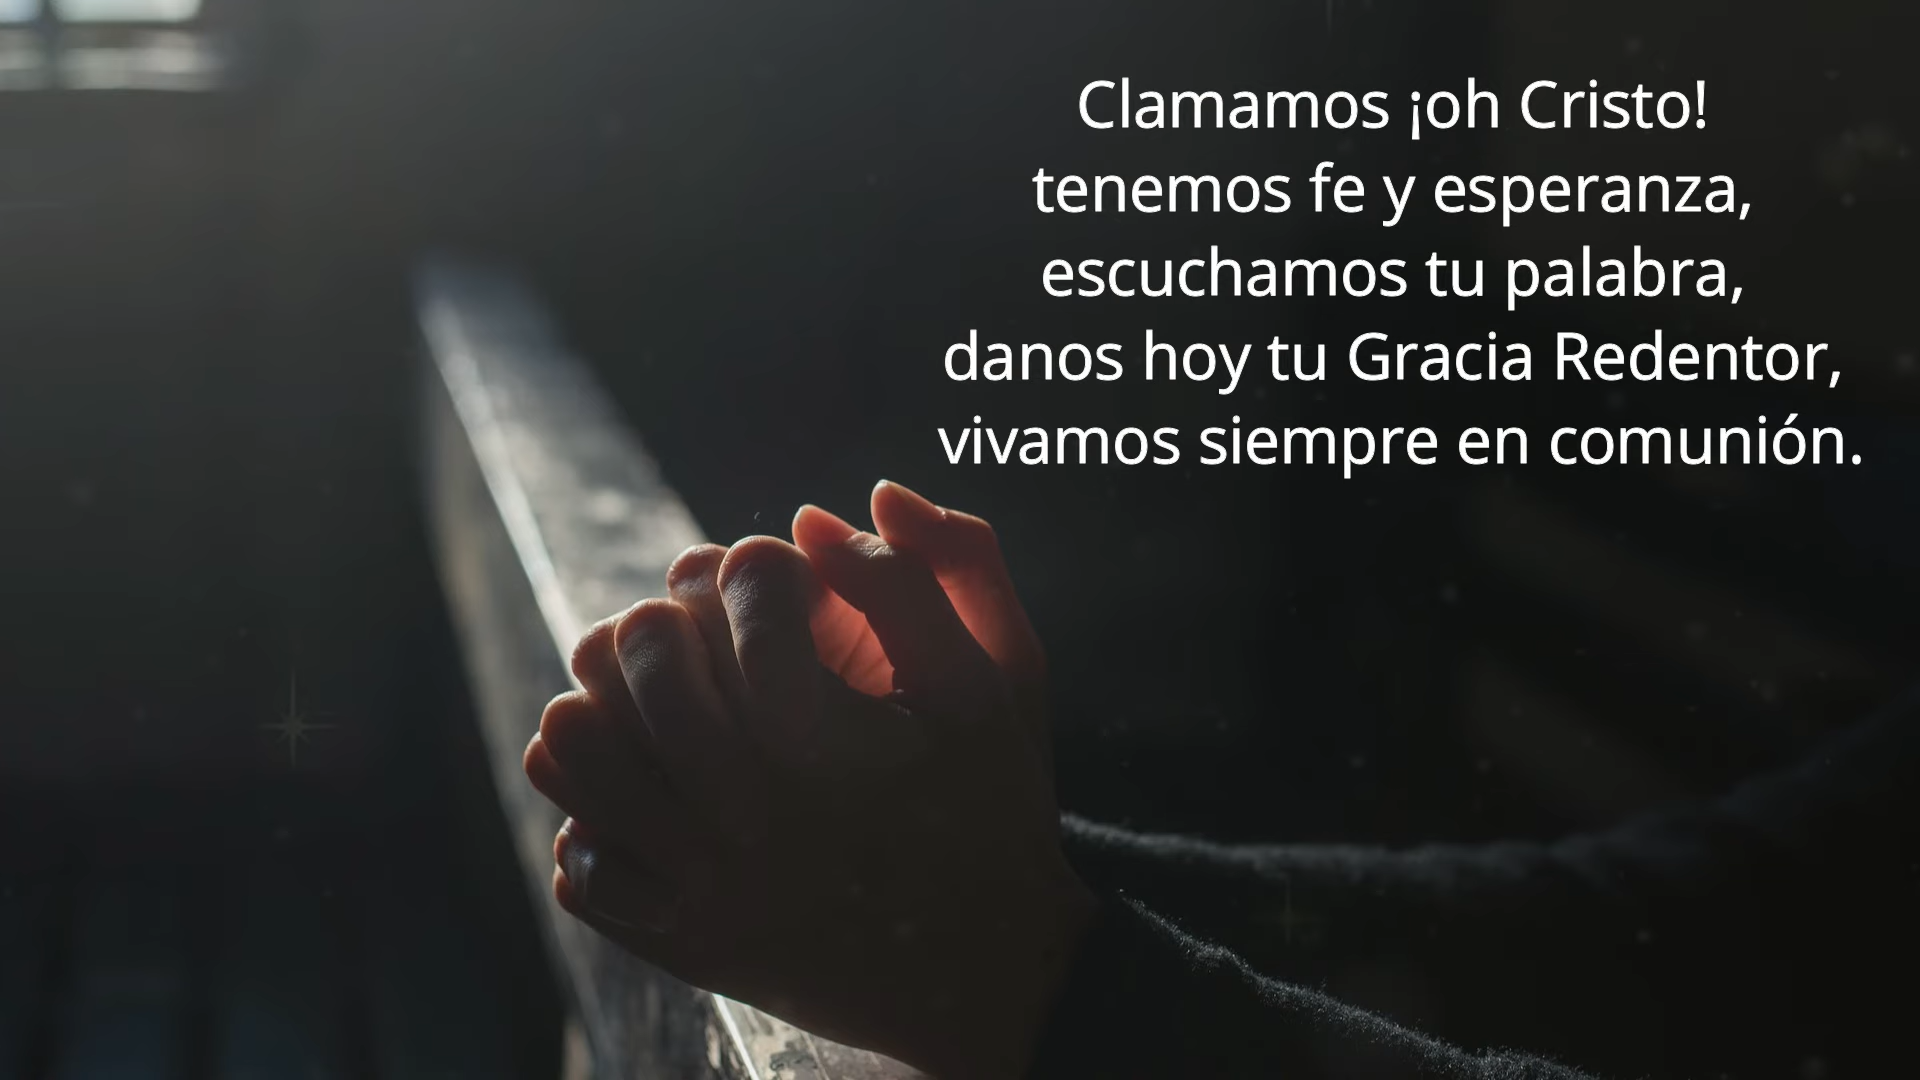 Clamamos ¡oh Cristo!
tenemos fe y esperanza,
escuchamos tu palabra,
danos hoy tu Gracia Redentor,
vivamos siempre en comunión.